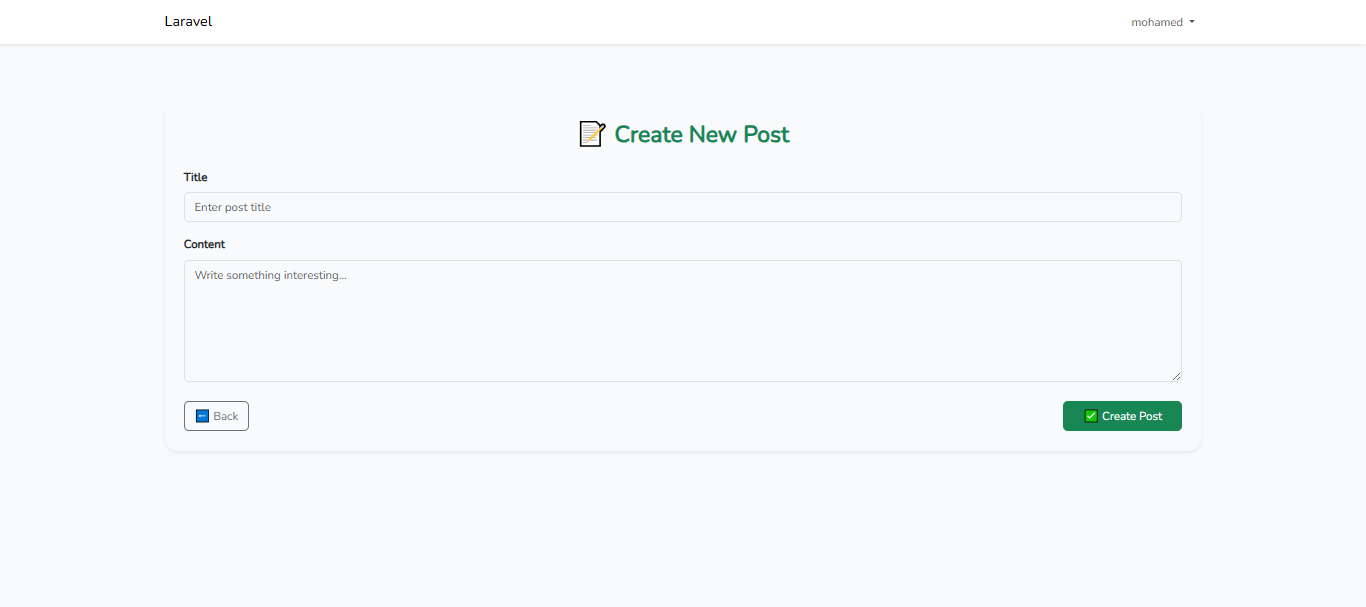 Laravel
mohamed
📝 Create New Post
Title
Enter post title
Content
Write something interesting...
⬅️ Back
✅ Create Post